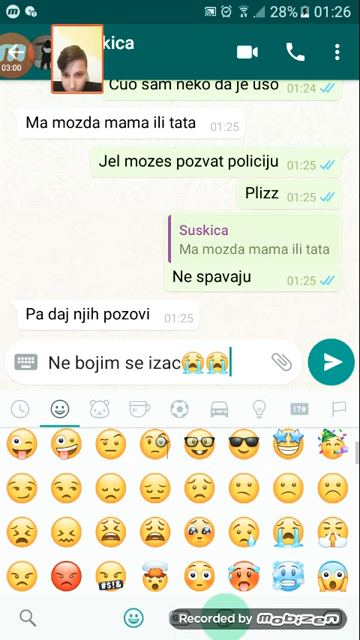 28% 01:26
03:00
skica
Cuo sam neko da je uso 01:24
Ma mozda mama ili tata 01:25
Jel mozes pozvat policiju 01:25
Plizz 01:25
Suskica
Ma mozda mama ili tata
Ne spavaju 01:25
Pa daj njih pozovi 01:25
Ne bojim se izac😭😭
Recorded by Mobizen